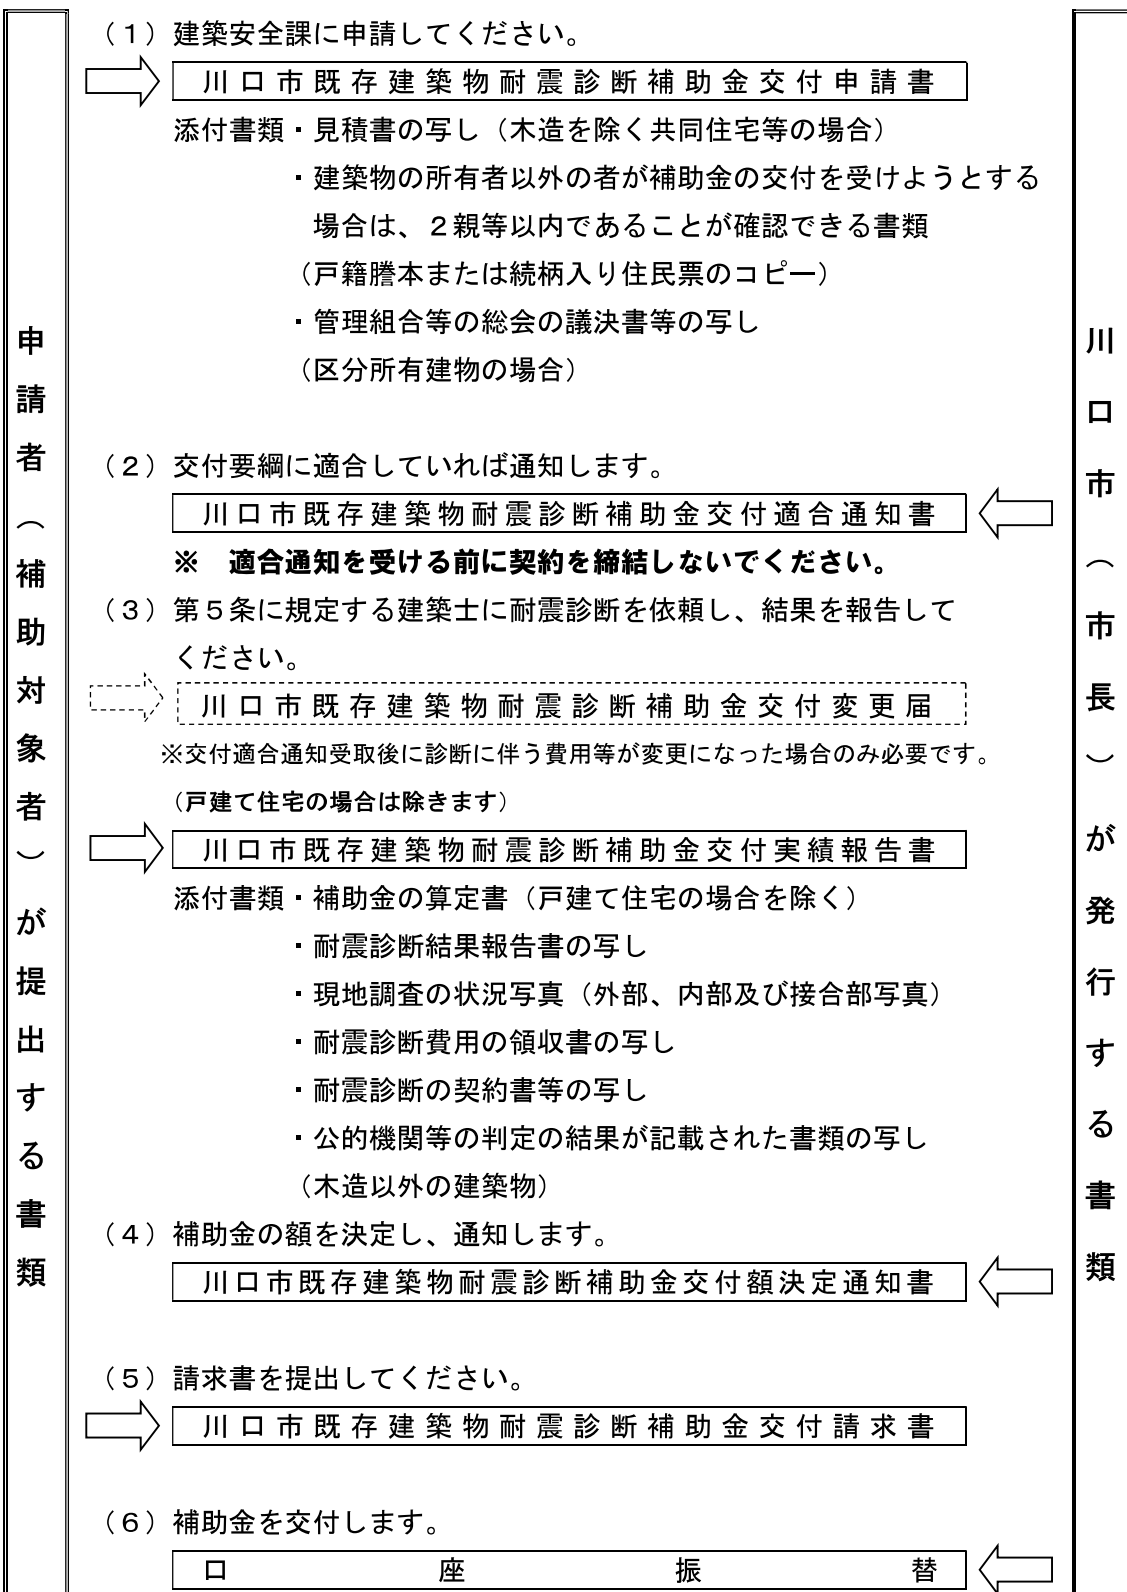 申請者（補助対象者）が提出する書類
（１）建築安全課に申請してください。
川口市既存建築物耐震診断補助金交付申請書
添付書類・見積書の写し（木造を除く共同住宅等の場合）
・建築物の所有者以外の者が補助金の交付を受けようとする
場合は、２親等以内であることが確認できる書類
（戸籍謄本または続柄入り住民票のコピー）
・管理組合等の総会の議決書等の写し
（区分所有建物の場合）
（２）交付要綱に適合していれば通知します。
川口市既存建築物耐震診断補助金交付適合通知書
※　適合通知を受ける前に契約を締結しないでください。
（３）第５条に規定する建築士に耐震診断を依頼し、結果を報告して
ください。
川口市既存建築物耐震診断補助金交付変更届
※交付適合通知受取後に診断に伴う費用等が変更になった場合のみ必要です。
（戸建て住宅の場合は除きます）
川口市既存建築物耐震診断補助金交付実績報告書
添付書類・補助金の算定書（戸建て住宅の場合を除く）
・耐震診断結果報告書の写し
・現地調査の状況写真（外部、内部及び接合部写真）
・耐震診断費用の領収書の写し
・耐震診断の契約書等の写し
・公的機関等の判定の結果が記載された書類の写し
（木造以外の建築物）
（４）補助金の額を決定し、通知します。
川口市既存建築物耐震診断補助金交付額決定通知書
（５）請求書を提出してください。
川口市既存建築物耐震診断補助金交付請求書
（６）補助金を交付します。
口座振替
川口市（市長）が発行する書類